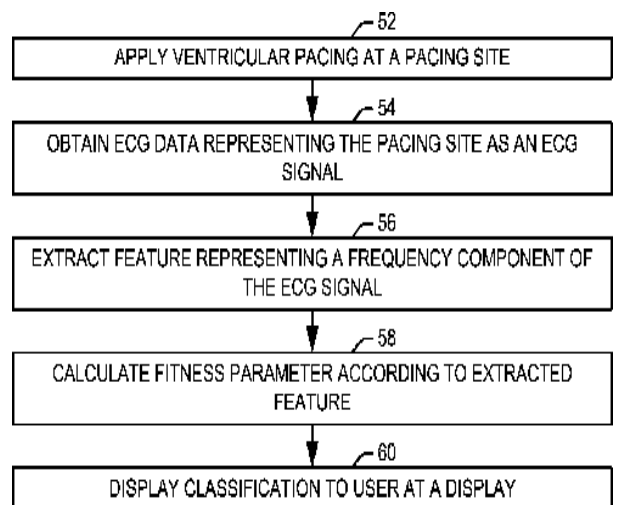 52
APPLY VENTRICULAR PACING AT A PACING SITE
54
OBTAIN ECG DATA REPRESENTING THE PACING SITE AS AN ECG
SIGNAL
56
EXTRACT FEATURE REPRESENTING A FREQUENCY COMPONENT OF
THE ECG SIGNAL
58
CALCULATE FITNESS PARAMETER ACCORDING TO EXTRACTED
FEATURE
60
DISPLAY CLASSIFICATION TO USER AT A DISPLAY